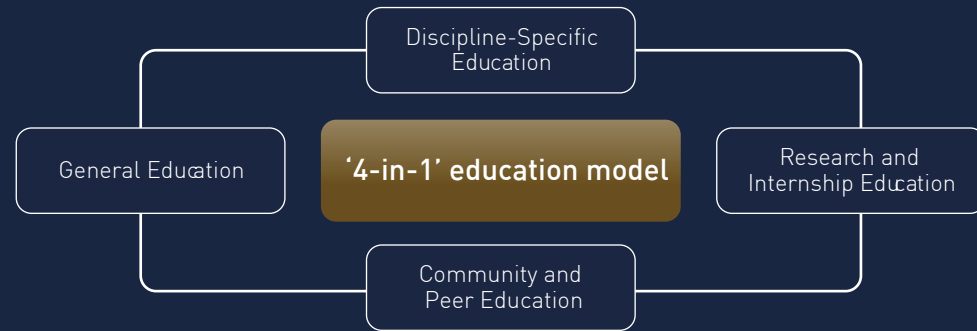 Discipline-Specific
Education
General Education
‘4-in-1’ education model
Research and
Internship Education
Community and
Peer Education